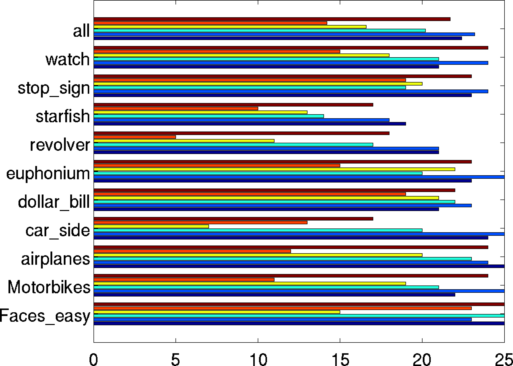 all
watch
stop_sign
starfish
revolver
euphonium
dollar_bill
car_side
airplanes
Motorbikes
Faces_easy
0 5 10 15 20 25